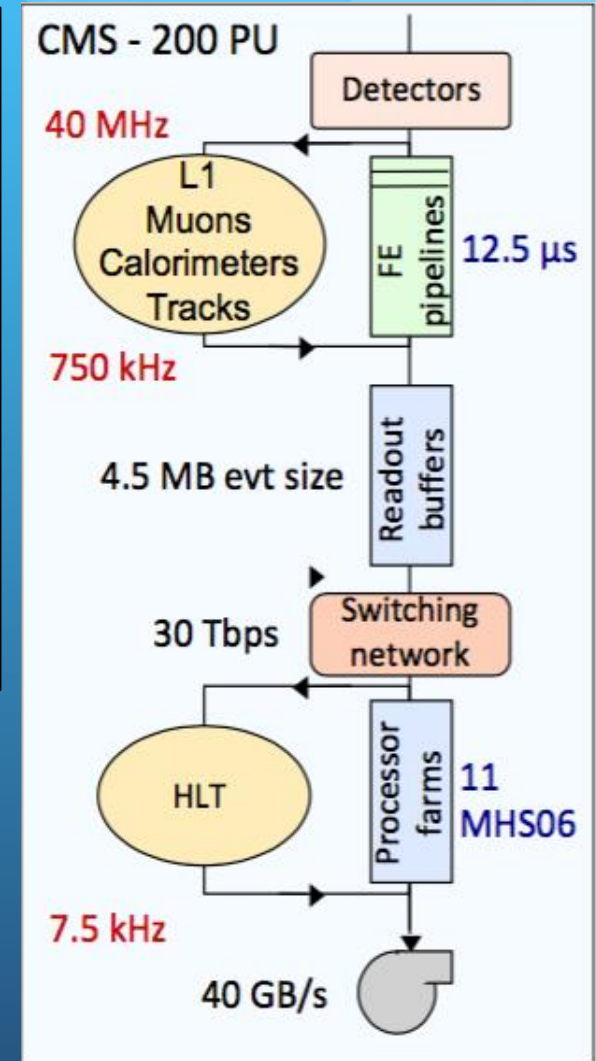 CMS - 200 PU
Detectors
40 MHz
L1
Muons
Calorimeters
Tracks
FE
pipelines
12.5 µs
750 kHz
Readout
buffers
4.5 MB evt size
Switching
network
30 Tbps
HLT
Processor
farms
11
MHS06
7.5 kHz
40 GB/s